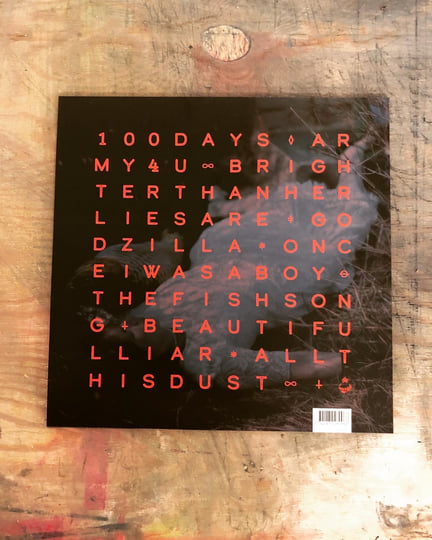 100DAYS◊AR
MY4U∞BRIGH
TERTHANHER
LIESARE⧧GO
DZILLA*ONC
EIWASABOY⊖
THEFISHSON
G‡BEAUTIFU
LLIAR*ALLT
HISDUST∞‡